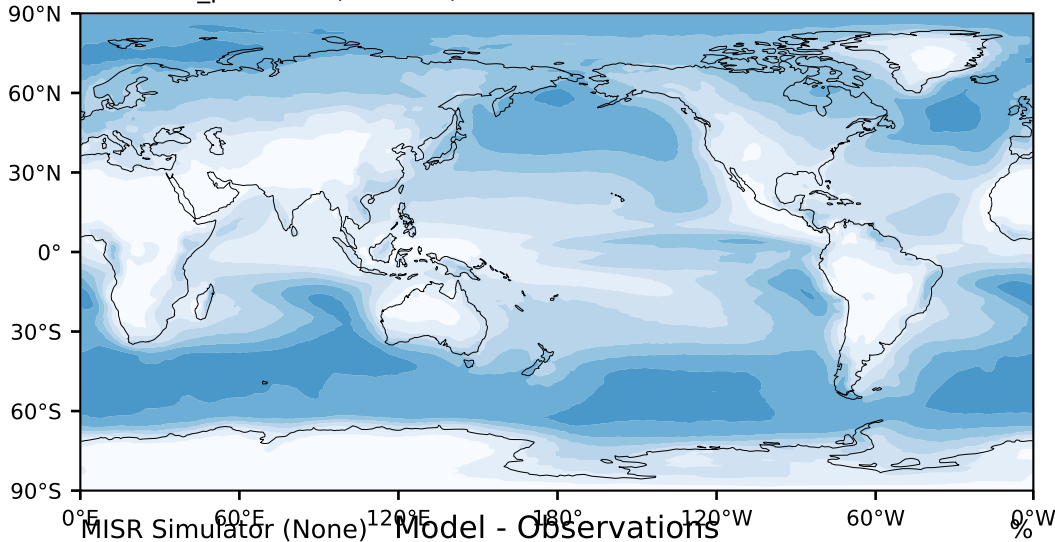 90°N
60°N
30°N
0°
30°S
60°S
90°S
0°E 60°E 120°E 180° 120°W 60°W 0°W
MISR Simulator (None) Model - Observations %